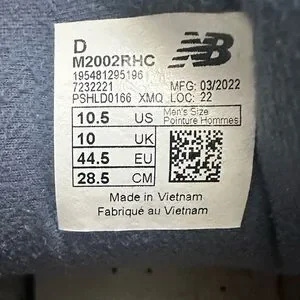 D
M2002RHC
NB
195481295196
7232221 MFG: 03/2022
PSHLD0166 XMQ LOC: 22
10.5 US Men's Size
Pointure Hommes
10 UK
44.5 EU
28.5 CM
Made in Vietnam
Fabriqué au Vietnam